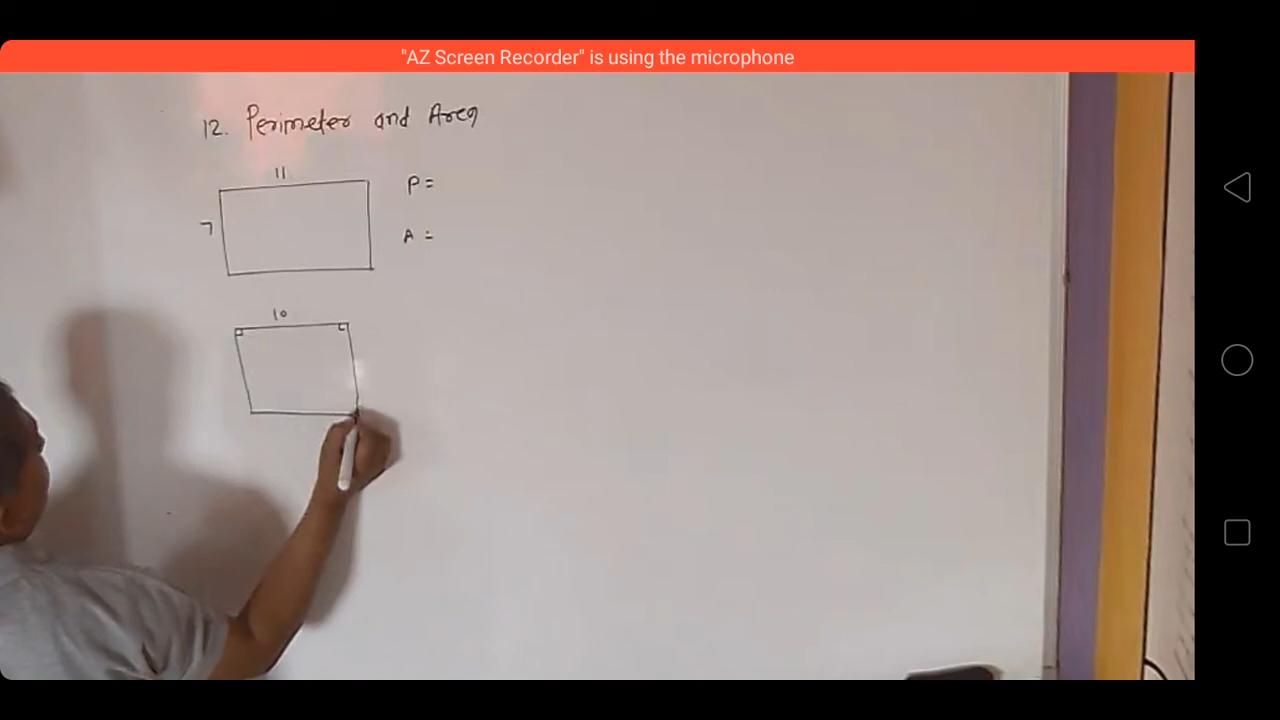 "AZ Screen Recorder" is using the microphone
12. Perimeter and Area
11
P =
7
A =
10